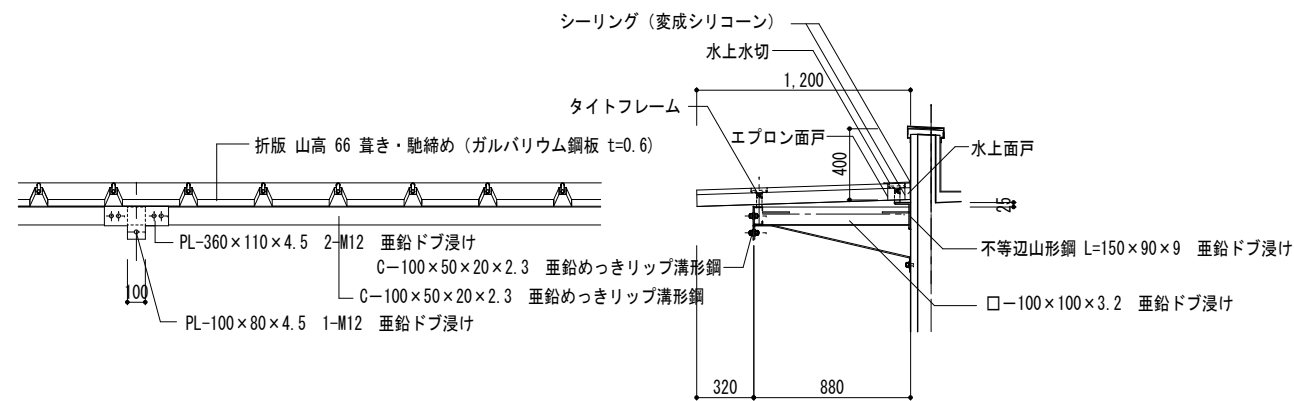 シーリング（変成シリコーン）
水上水切
1,200
タイトフレーム
エプロン面戸
400
水上面戸
折版 山高 66 葺き・馳締め（ガルバリウム鋼板 t=0.6）
25
PL-360×110×4.5 2-M12 亜鉛ドブ浸け
不等辺山形鋼 L=150×90×9 亜鉛ドブ浸け
C－100×50×20×2.3 亜鉛めっきリップ溝形鋼
100
C－100×50×20×2.3 亜鉛めっきリップ溝形鋼
□－100×100×3.2 亜鉛ドブ浸け
PL-100×80×4.5 1-M12 亜鉛ドブ浸け
320
880